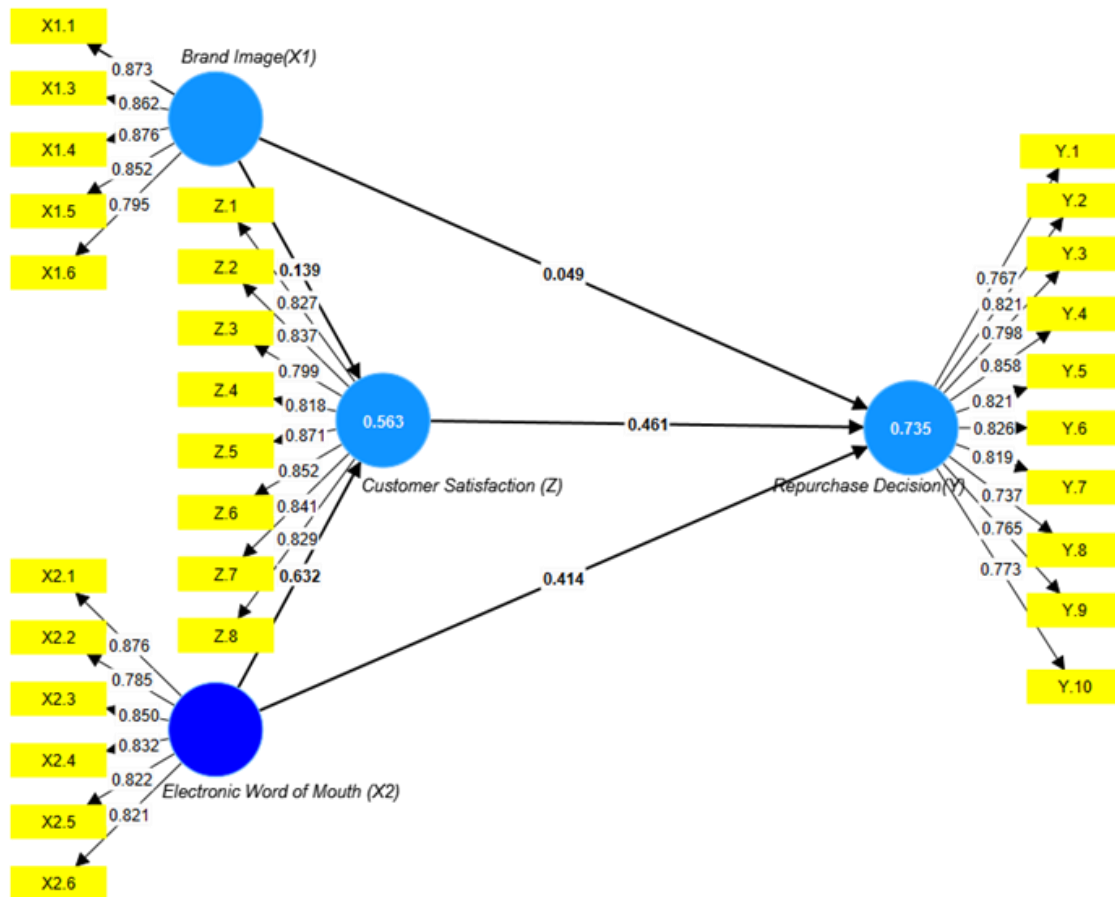 X1.1
Brand Image(X1)
0.873
X1.3
0.862
0.876
X1.4
0.852
X1.5
0.795
X1.6
Z.1
Z.2
0.139
0.827
Z.3
0.837
0.799
Z.4
0.818
0.871
Z.5
0.852
Z.6
0.841
0.829
Z.7
0.632
Z.8
0.563
Customer Satisfaction (Z)
0.049
0.461
0.414
X2.1
X2.2
0.876
0.785
X2.3
0.850
0.832
X2.4
0.822
X2.5
0.821
X2.6
Electronic Word of Mouth (X2)
0.735
Repurchase Decision(Y)
Y.1
Y.2
Y.3
0.767
0.821
Y.4
0.798
0.858
Y.5
0.821
0.826
Y.6
0.819
Y.7
0.737
0.765
Y.8
0.773
Y.9
Y.10